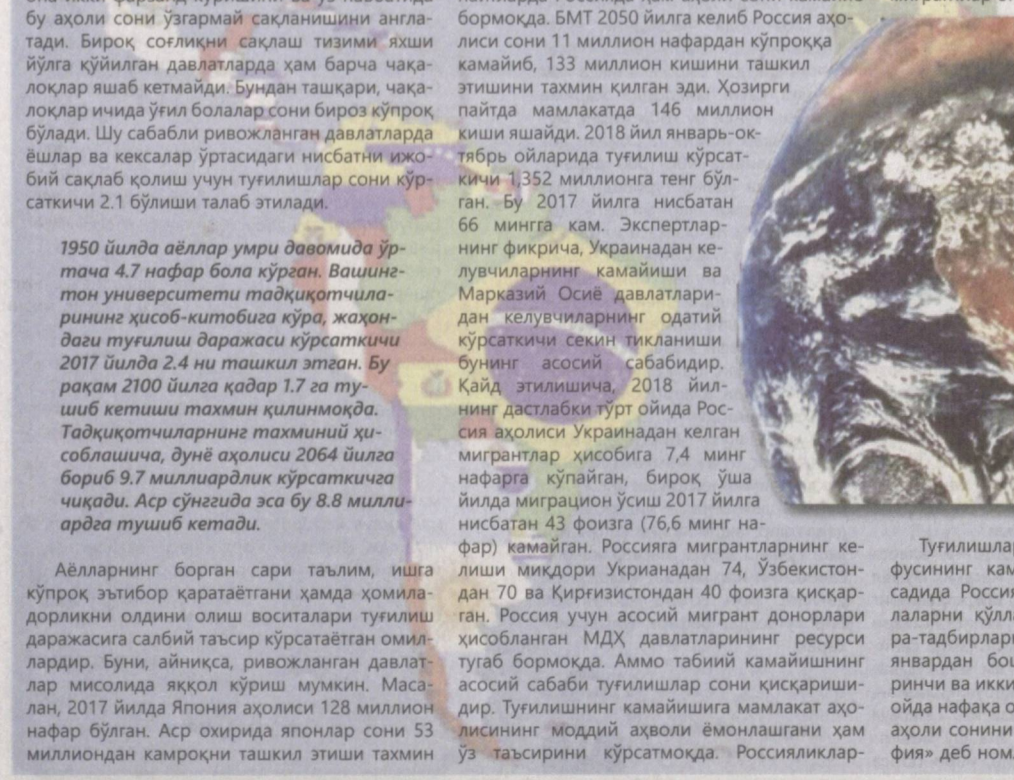 бу аҳоли сони ўзгармай сақланишини англа-
тади. Бироқ соғлиқни сақлаш тизими яхши
йўлга қўйилган давлатларда ҳам барча чақа-
лоқлар яшаб кетмайди. Бундан ташқари, чақа-
лоқлар ичида ўғил болалар сони бироз кўпроқ
бўлади. Шу сабабли ривожланган давлатларда
ёшлар ва кексалар ўртасидаги нисбатни ижо-
бий сақлаб қолиш учун туғилишлар сони кўр-
саткичи 2.1 бўлиши талаб этилади.
1950 йилда аёллар умри давомида ўр-
тача 4.7 нафар бола кўрган. Вашинг-
тон университети тадқиқотчила-
рининг ҳисоб-китобига кўра, жаҳон-
даги туғилиш даражаси кўрсаткичи
2017 йилда 2.4 ни ташкил этган. Бу
рақам 2100 йилга қадар 1.7 га ту-
шиб кетиши тахмин қилинмоқда.
Тадқиқотчиларнинг тахминий ҳи-
соблашича, дунё аҳолиси 2064 йилга
бориб 9.7 миллиардлик кўрсаткичга
чиқади. Аср сўнггида эса бу 8.8 милли-
ардга тушиб кетади.
Аёлларнинг борган сари таълим, ишга
кўпроқ эътибор қаратаётгани ҳамда ҳомила-
дорликни олдини олиш воситалари туғилиш
даражасига салбий таъсир кўрсатаётган омил-
лардир. Буни, айниқса, ривожланган давлат-
лар мисолида яққол кўриш мумкин. Маса-
лан, 2017 йилда Япония аҳолиси 128 миллион
нафар бўлган. Аср охирида японлар сони 53
миллиондан камроқни ташкил этиши тахмин
бормоқда. БМТ 2050 йилга келиб Россия аҳо-
лиси сони 11 миллион нафардан кўпроққа
камайиб, 133 миллион кишини ташкил
этишини тахмин қилган эди. Ҳозирги
пайтда мамлакатда 146 миллион
киши яшайди. 2018 йил январь-ок-
тябрь ойларида туғилиш кўрсат-
кичи 1,352 миллионга тенг бўл-
ган. Бу 2017 йилга нисбатан
66 мингга кам. Экспертлар-
нинг фикрича, Украинадан ке-
лувчиларнинг камайиши ва
Марказий Осиё давлатлари-
дан келувчиларнинг одатий
кўрсаткичи секин тикланиши
бунинг асосий сабабидир.
Қайд этилишича, 2018 йил-
нинг дастлабки тўрт ойида Рос-
сия аҳолиси Украинадан келган
мигрантлар ҳисобига 7,4 минг
нафарга кўпайган, бироқ ўша
йилда миграцион ўсиш 2017 йилга
нисбатан 43 фоизга (76,6 минг на-
фар) камайган. Россияга мигрантларнинг ке-
лиши миқдори Укрианадан 74, Ўзбекистон-
дан 70 ва Қирғизистондан 40 фоизга қисқар-
ган. Россия учун асосий мигрант донорлари
ҳисобланган МДҲ давлатларининг ресурси
тугаб бормоқда. Аммо табиий камайишнинг
асосий сабаби туғилишлар сони қисқариши-
дир. Туғилишнинг камайишига мамлакат аҳо-
лисининг моддий аҳволи ёмонлашгани ҳам
ўз таъсирини кўрсатмоқда. Россияликлар-
Туғилишлар
фусининг кам
садида Россия
лаларни қўлл
ра-тадбирлар
январдан бош
ринчи ва икки
ойда нафақа о
аҳоли сонини
фия» деб ном